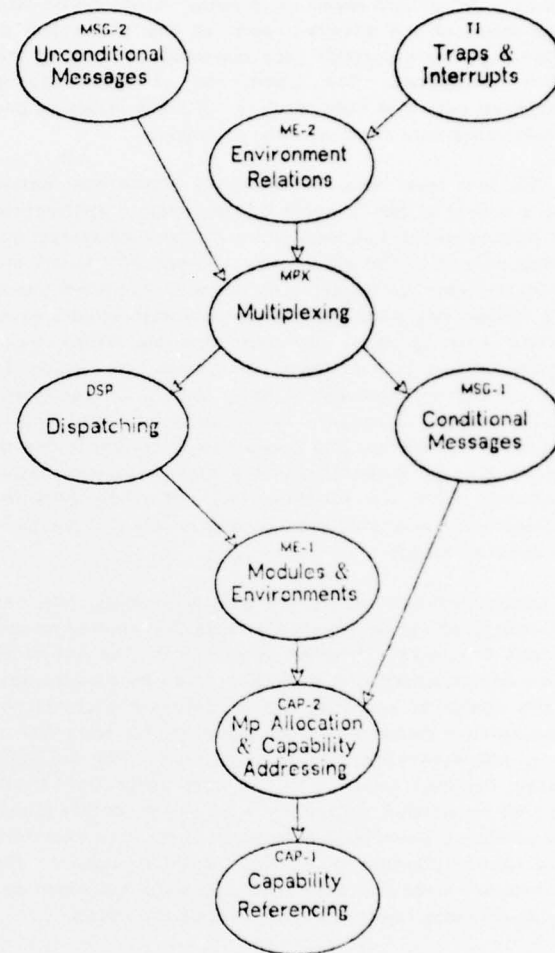 MSG-2
Unconditional
Messages
TI
Traps &
Interrupts
ME-2
Environment
Relations
MPX
Multiplexing
DSP
Dispatching
MSG-1
Conditional
Messages
ME-1
Modules &
Environments
CAP-2
Mp Allocation
& Capability
Addressing
CAP-1
Capability
Referencing